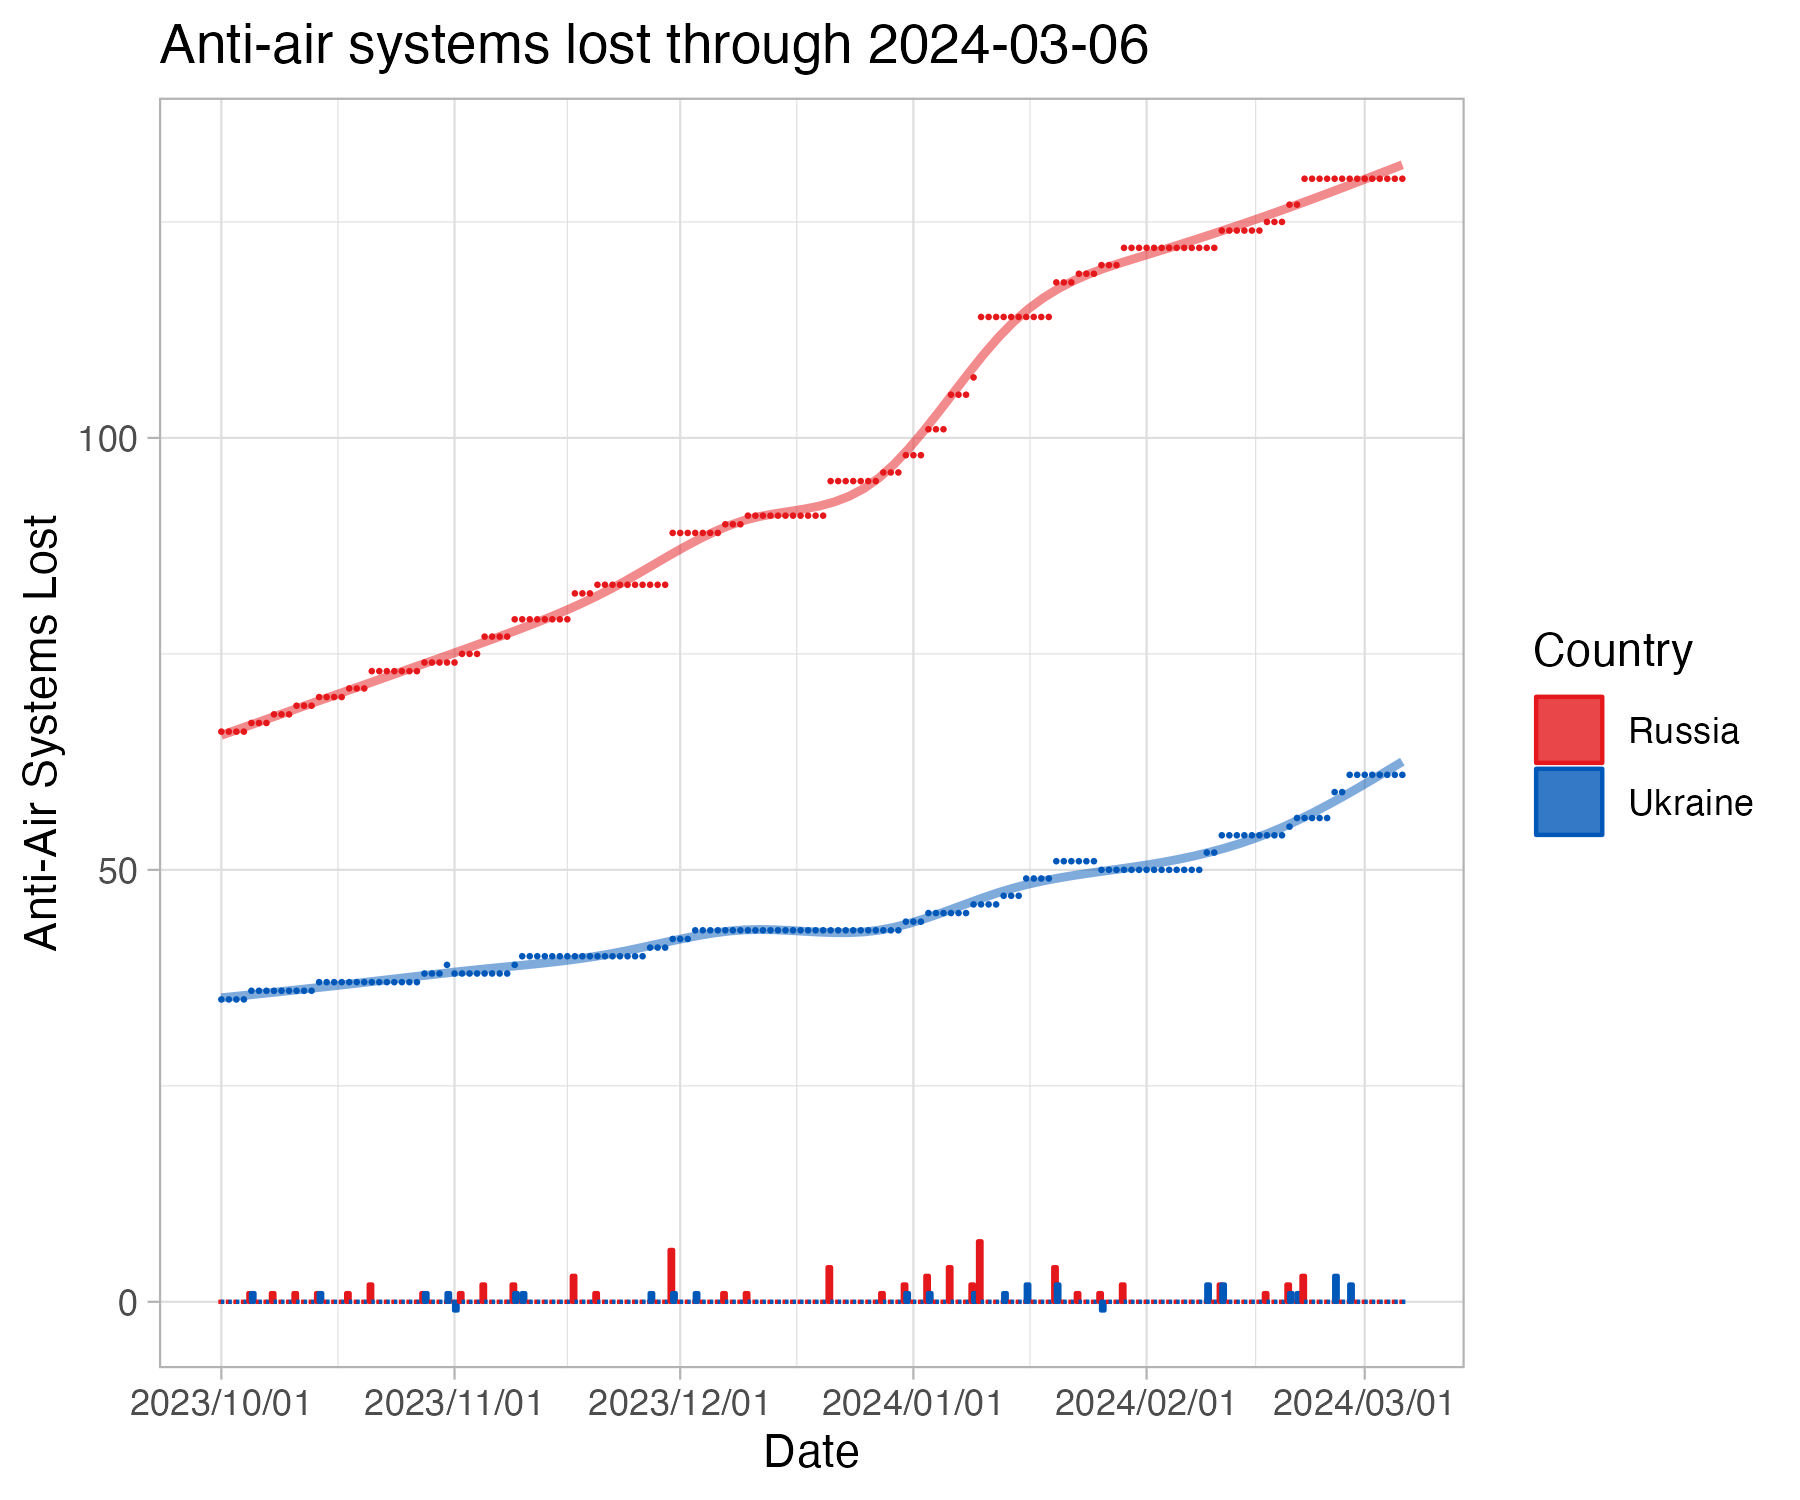 Anti-air systems lost through 2024-03-06
Anti-Air Systems Lost
100
50
0
2023/10/01 2023/11/01 2023/12/01 2024/01/01 2024/02/01 2024/03/01
Date
Country
Russia
Ukraine